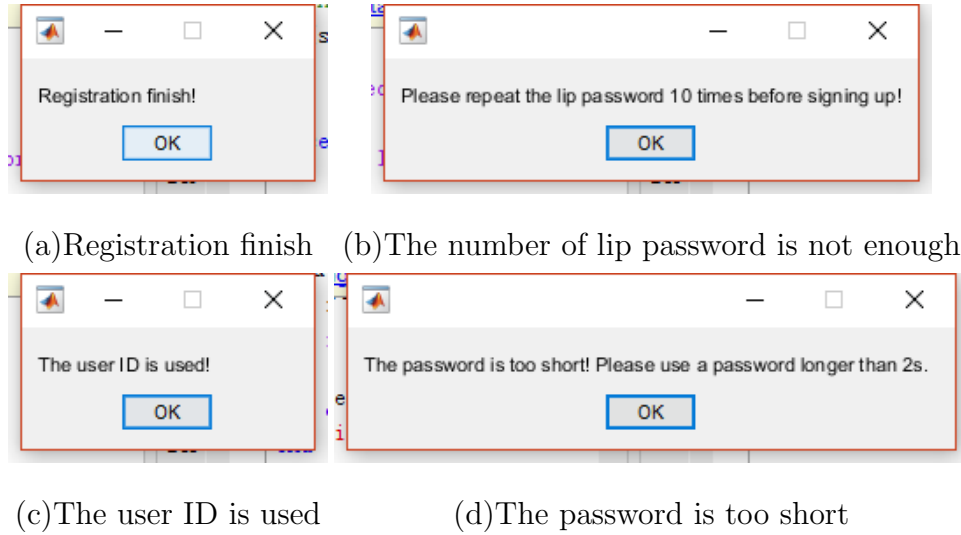 Registration finish!
OK
Please repeat the lip password 10 times before signing up!
OK
(a)Registration finish
(b)The number of lip password is not enough
The user ID is used!
OK
The password is too short! Please use a password longer than 2s.
OK
(c)The user ID is used
(d)The password is too short